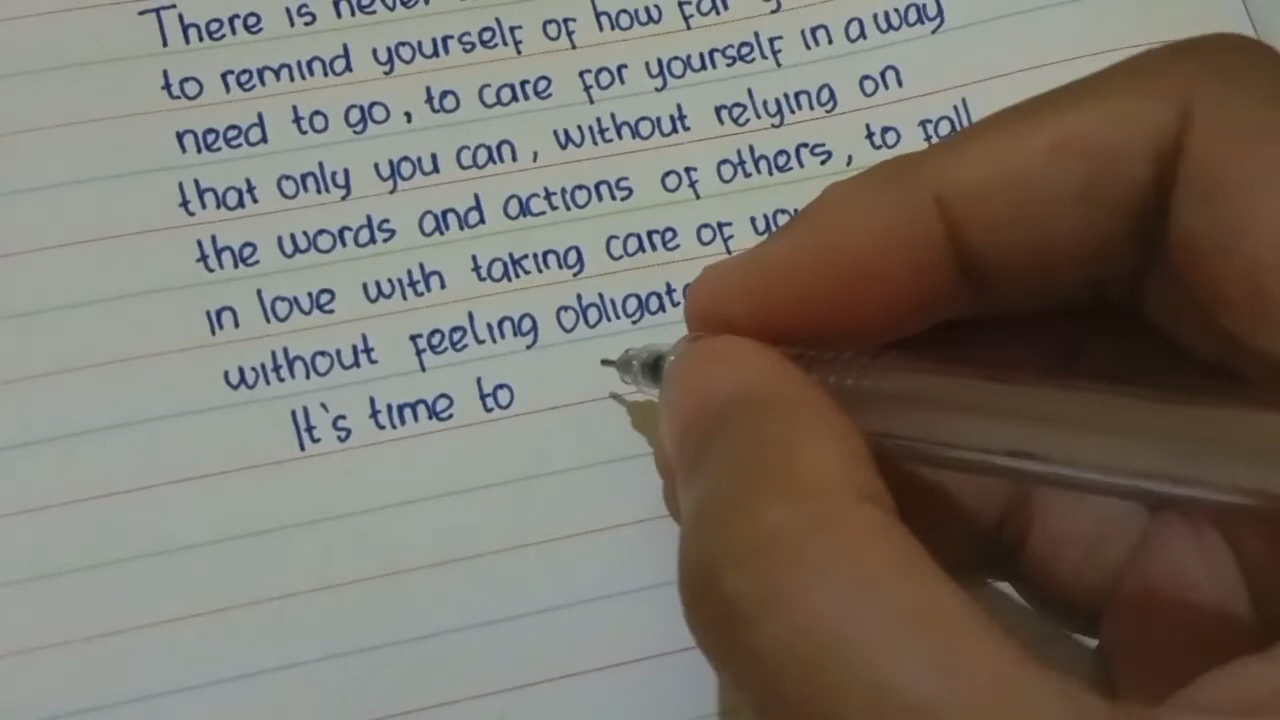 There is never
to remind yourself of how far
need to go, to care for yourself in a way
that only you can, without relying on
the words and actions of others, to fall
in love with taking care of
without feeling
It's time to